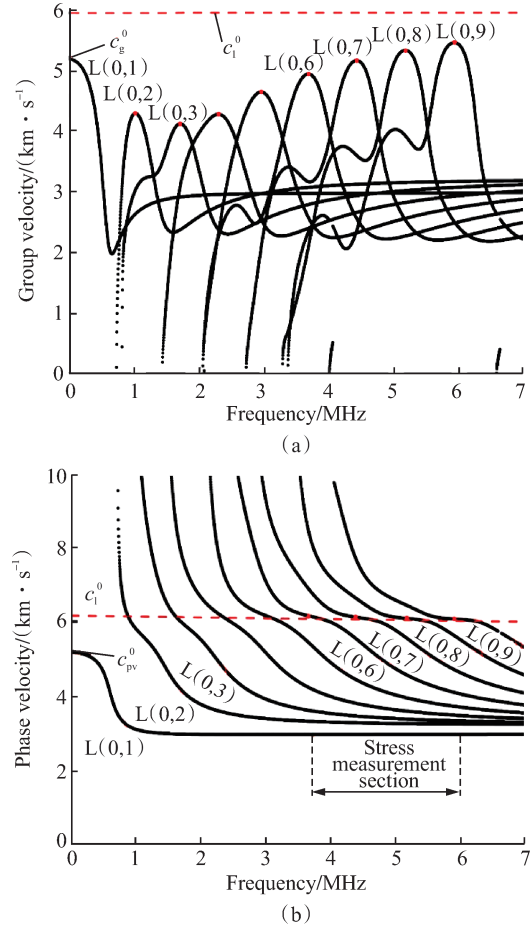 6
c_g^0
c_l^0
L(0,1)
L(0,2)
L(0,3)
L(0,6)
L(0,7)
L(0,8)
L(0,9)
5
4
3
2
1
0
Group velocity/(km·s⁻¹)
0 1 2 3 4 5 6 7
Frequency/MHz
(a)
10
8
c_l^0
6
c_pv^0
4
2
0
Phase velocity/(km·s⁻¹)
L(0,1)
L(0,2)
L(0,3)
L(0,6)
L(0,7)
L(0,8)
L(0,9)
Stress
measurement
section
0 1 2 3 4 5 6 7
Frequency/MHz
(b)